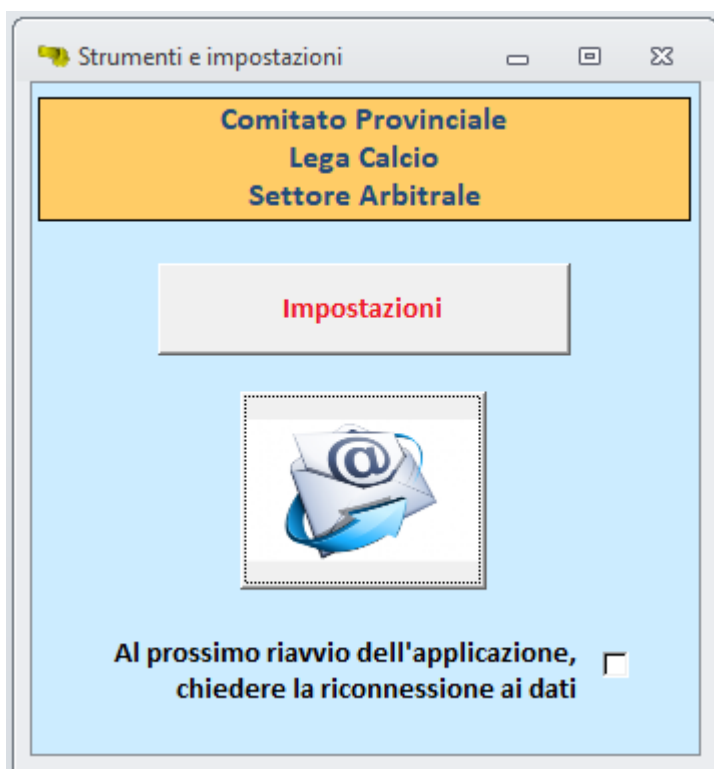 Strumenti e impostazioni
Comitato Provinciale
Lega Calcio
Settore Arbitrale
Impostazioni
@
Al prossimo riavvio dell'applicazione,
chiedere la riconnessione ai dati